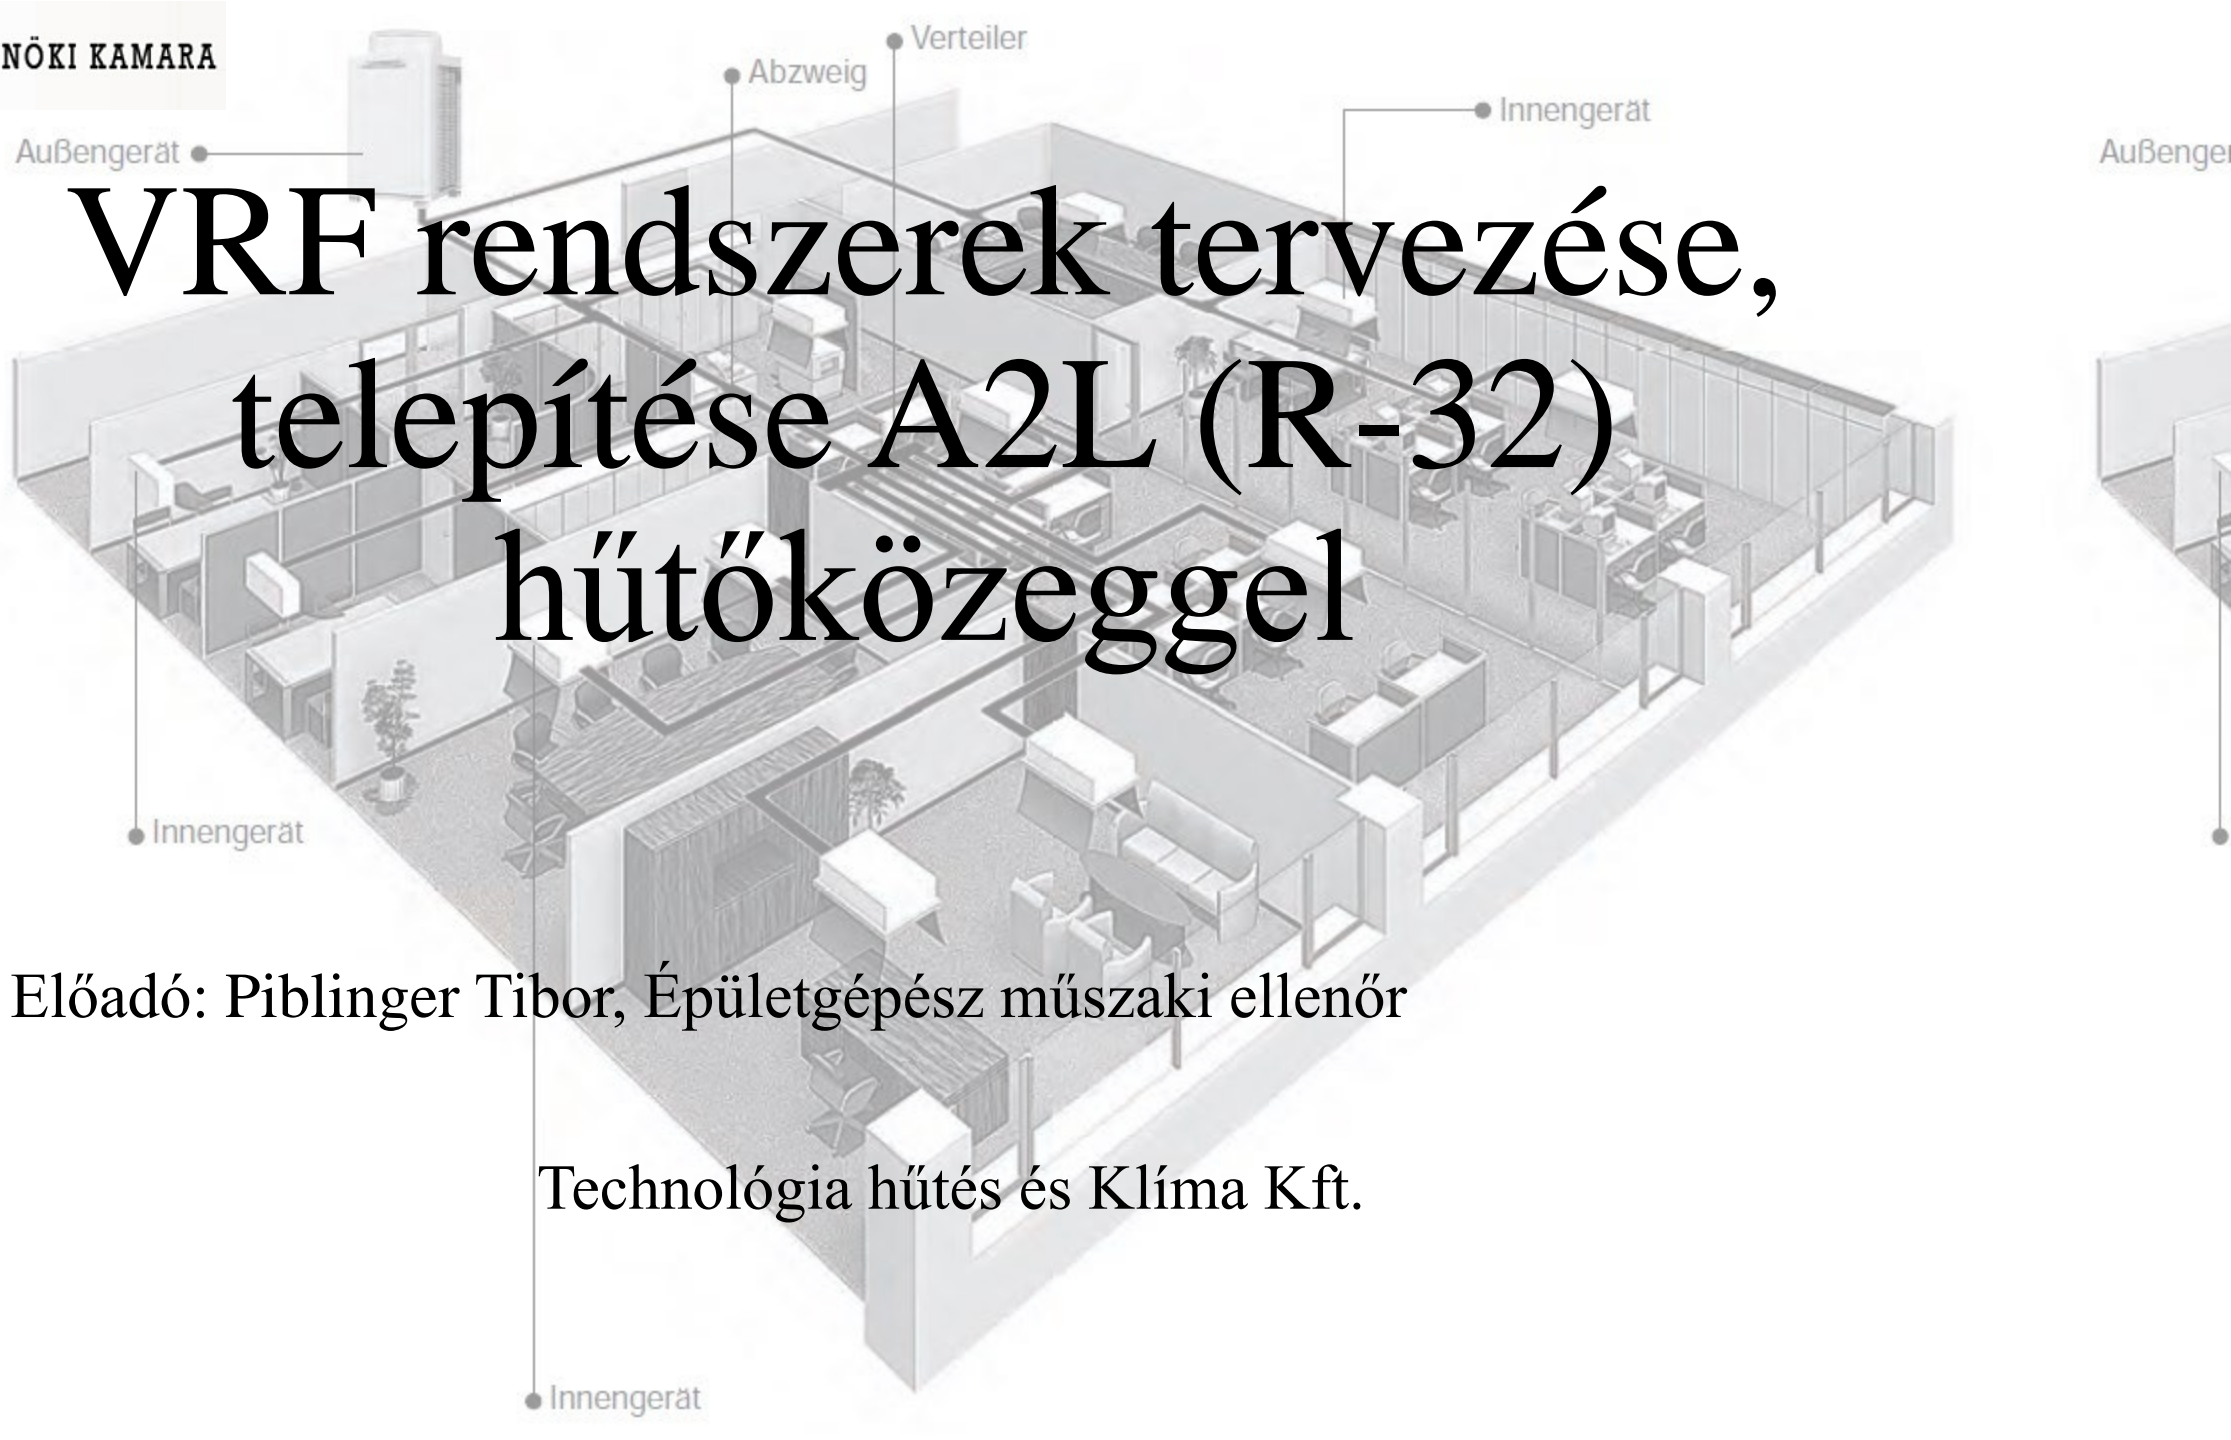 NÖKI KAMARA
Verteiler
Abzweig
Innengerät
Außengerät
VRF rendszerek tervezése,
telepítése A2L (R-32)
hűtőközeggel
Innengerät
Előadó: Piblinger Tibor, Épületgépész műszaki ellenőr
Technológia hűtés és Klíma Kft.
Innengerät